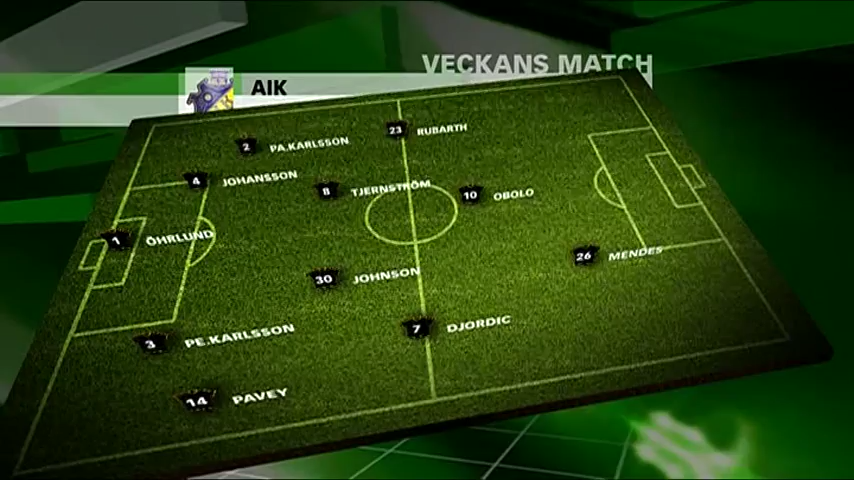 VECKANS MATCH
AIK
23 RUBARTH
2 PA.KARLSSON
4 JOHANSSON
8 TJERNSTRÖM
10 OBOLO
1 ÖHRLUND
26 MENDES
30 JOHNSON
7 DJORDIC
3 PE.KARLSSON
14 PAVEY